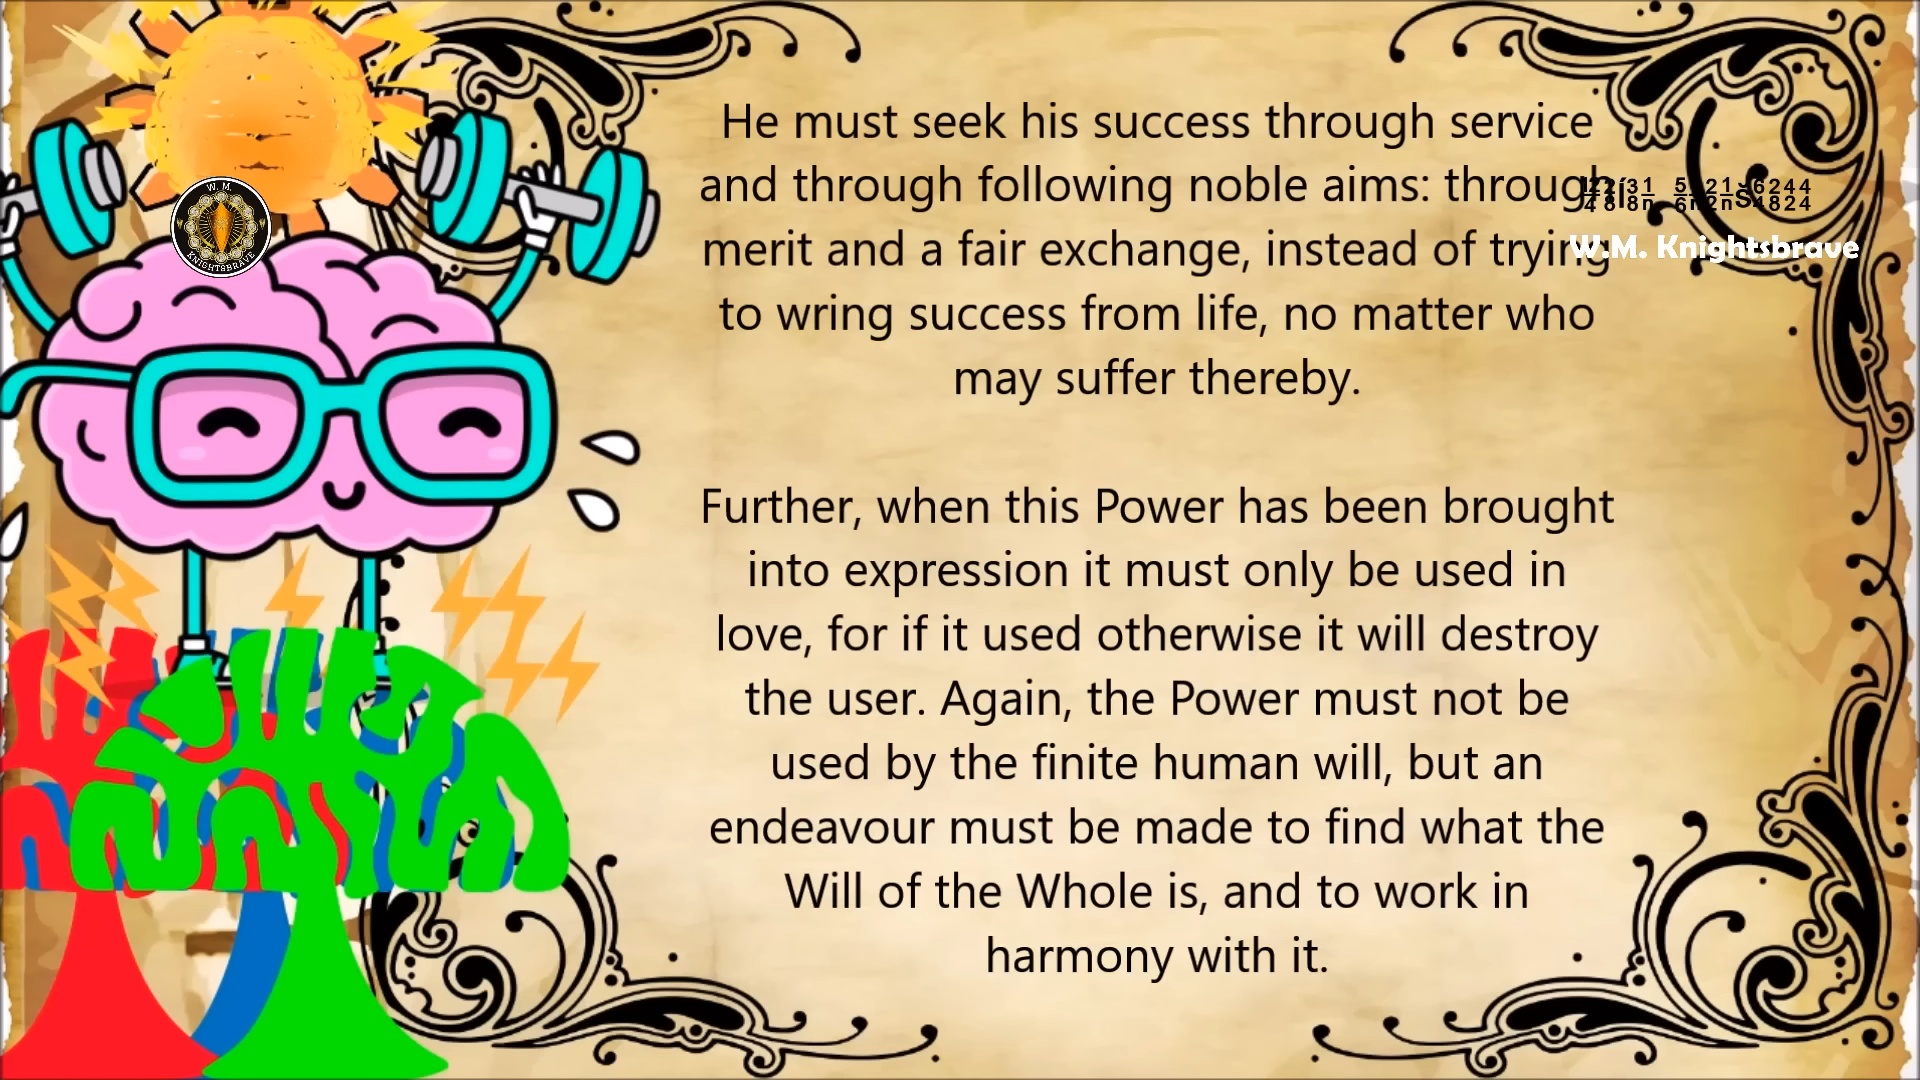 He must seek his success through service
and through following noble aims: through
merit and a fair exchange, instead of trying
to wring success from life, no matter who
may suffer thereby.
Further, when this Power has been brought
into expression it must only be used in
love, for if it used otherwise it will destroy
the user. Again, the Power must not be
used by the finite human will, but an
endeavour must be made to find what the
Will of the Whole is, and to work in
harmony with it.
W.M. Knightsbrave
W. M.
KNIGHTSBRAVE